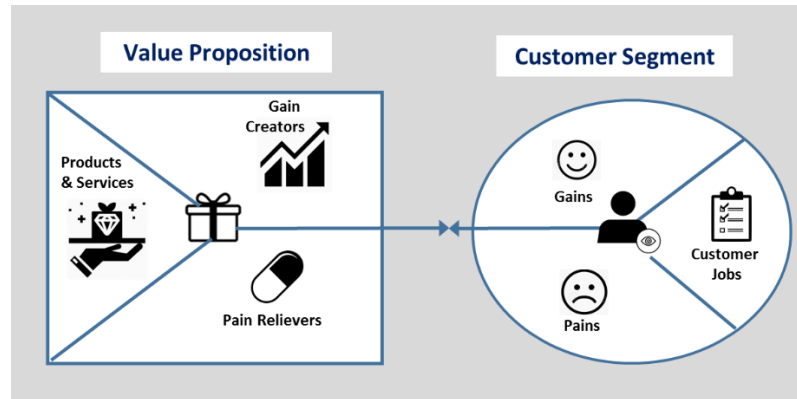 Value Proposition
Customer Segment
Gain
Creators
Products
& Services
Pain Relievers
Gains
Customer
Jobs
Pains